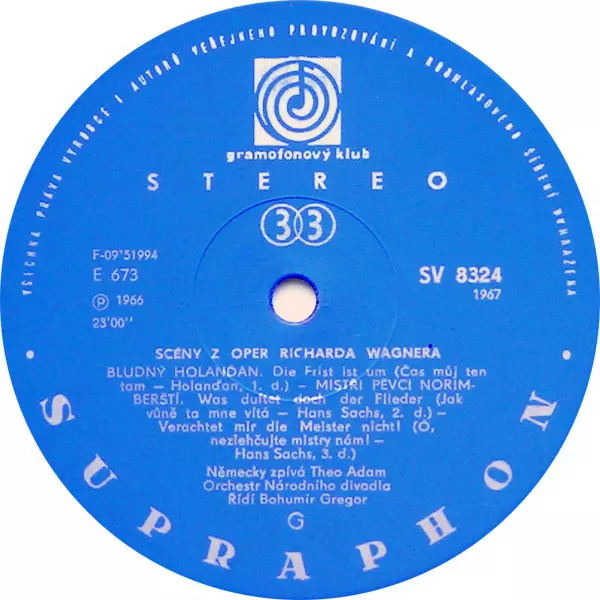 VŠECHNA PRÁVA VÝROBCE I AUTORŮ VEŘEJNÉHO PROVOZOVÁNÍ A ROZHLASOVÉHO ŠÍŘENÍ VYHRAŽENA
gramofonový klub
STEREO
33
F-09'51994
E 673
Ⓟ 1966
23'00''
SV 8324
1967
SCÉNY Z OPER RICHARDA WAGNERA
BLUDNÝ HOLANĎAN. Die Frist ist um (Čas můj ten
tam — Holanďan, 1. d.) — MISTŘI PĚVCI NORIM-
BERŠTÍ. Was duftet doch der Flieder (Jak
vůně ta mne vítá — Hans Sachs, 2. d.) —
Verachtet mir die Meister nicht! (Ó,
nezlehčujte mistry nám! —
Hans Sachs, 3. d.)
Německy zpívá Theo Adam
Orchestr Národního divadla
Řídí Bohumír Gregor
G
· SUPRAPHON ·